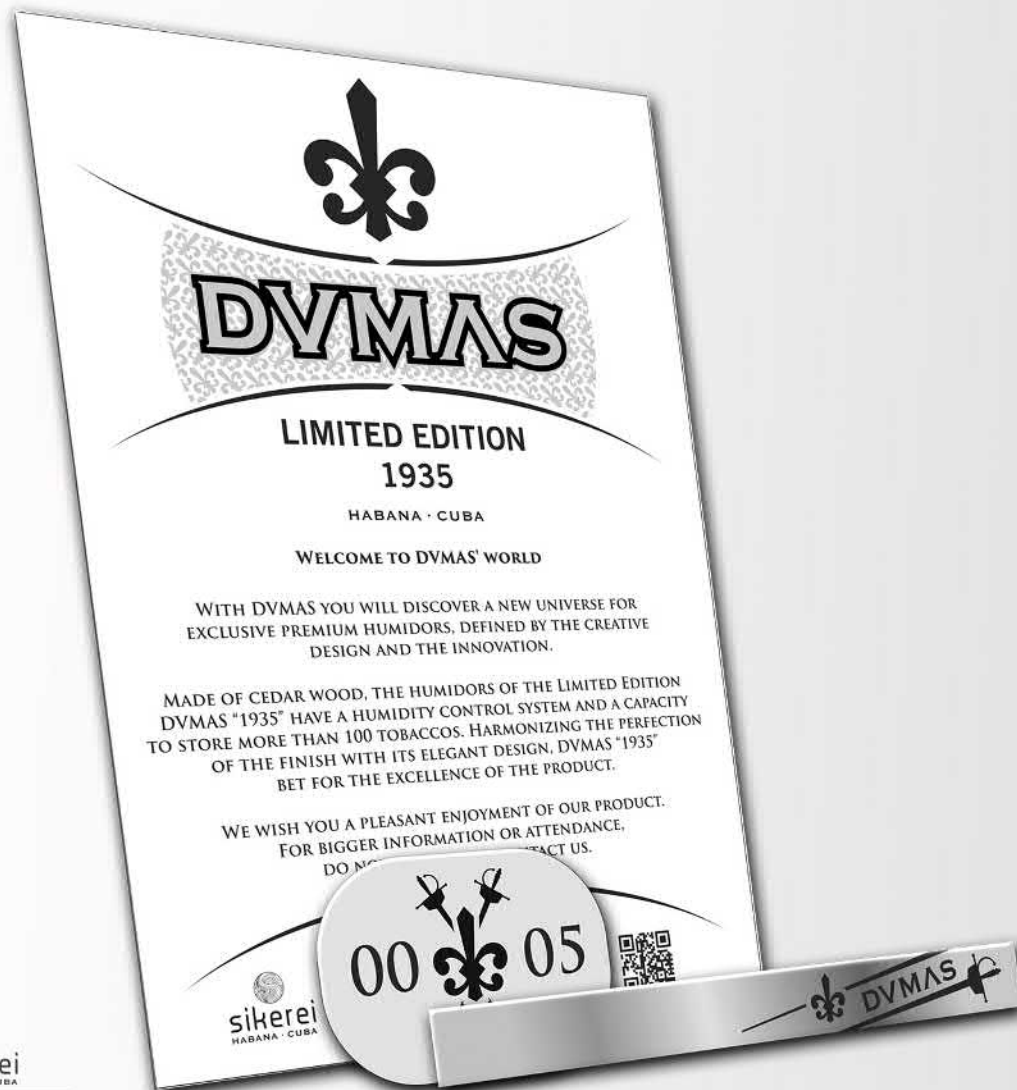 DVMAS
LIMITED EDITION
1935
HABANA · CUBA
WELCOME TO DVMAS' WORLD
WITH DVMAS YOU WILL DISCOVER A NEW UNIVERSE FOR
EXCLUSIVE PREMIUM HUMIDORS, DEFINED BY THE CREATIVE
DESIGN AND THE INNOVATION.
MADE OF CEDAR WOOD, THE HUMIDORS OF THE LIMITED EDITION
DVMAS “1935” HAVE A HUMIDITY CONTROL SYSTEM AND A CAPACITY
TO STORE MORE THAN 100 TOBACCOS. HARMONIZING THE PERFECTION
OF THE FINISH WITH ITS ELEGANT DESIGN, DVMAS “1935”
BET FOR THE EXCELLENCE OF THE PRODUCT.
WE WISH YOU A PLEASANT ENJOYMENT OF OUR PRODUCT.
FOR BIGGER INFORMATION OR ATTENDANCE,
DO US.
00 05
sikerei
HABANA · CUBA
DVMAS